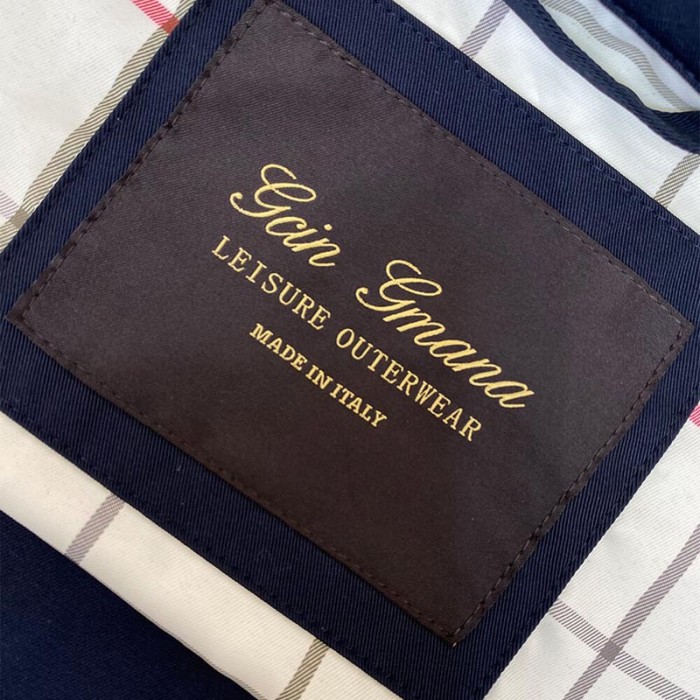 Gcin Gmana
LEISURE OUTERWEAR
MADE IN ITALY